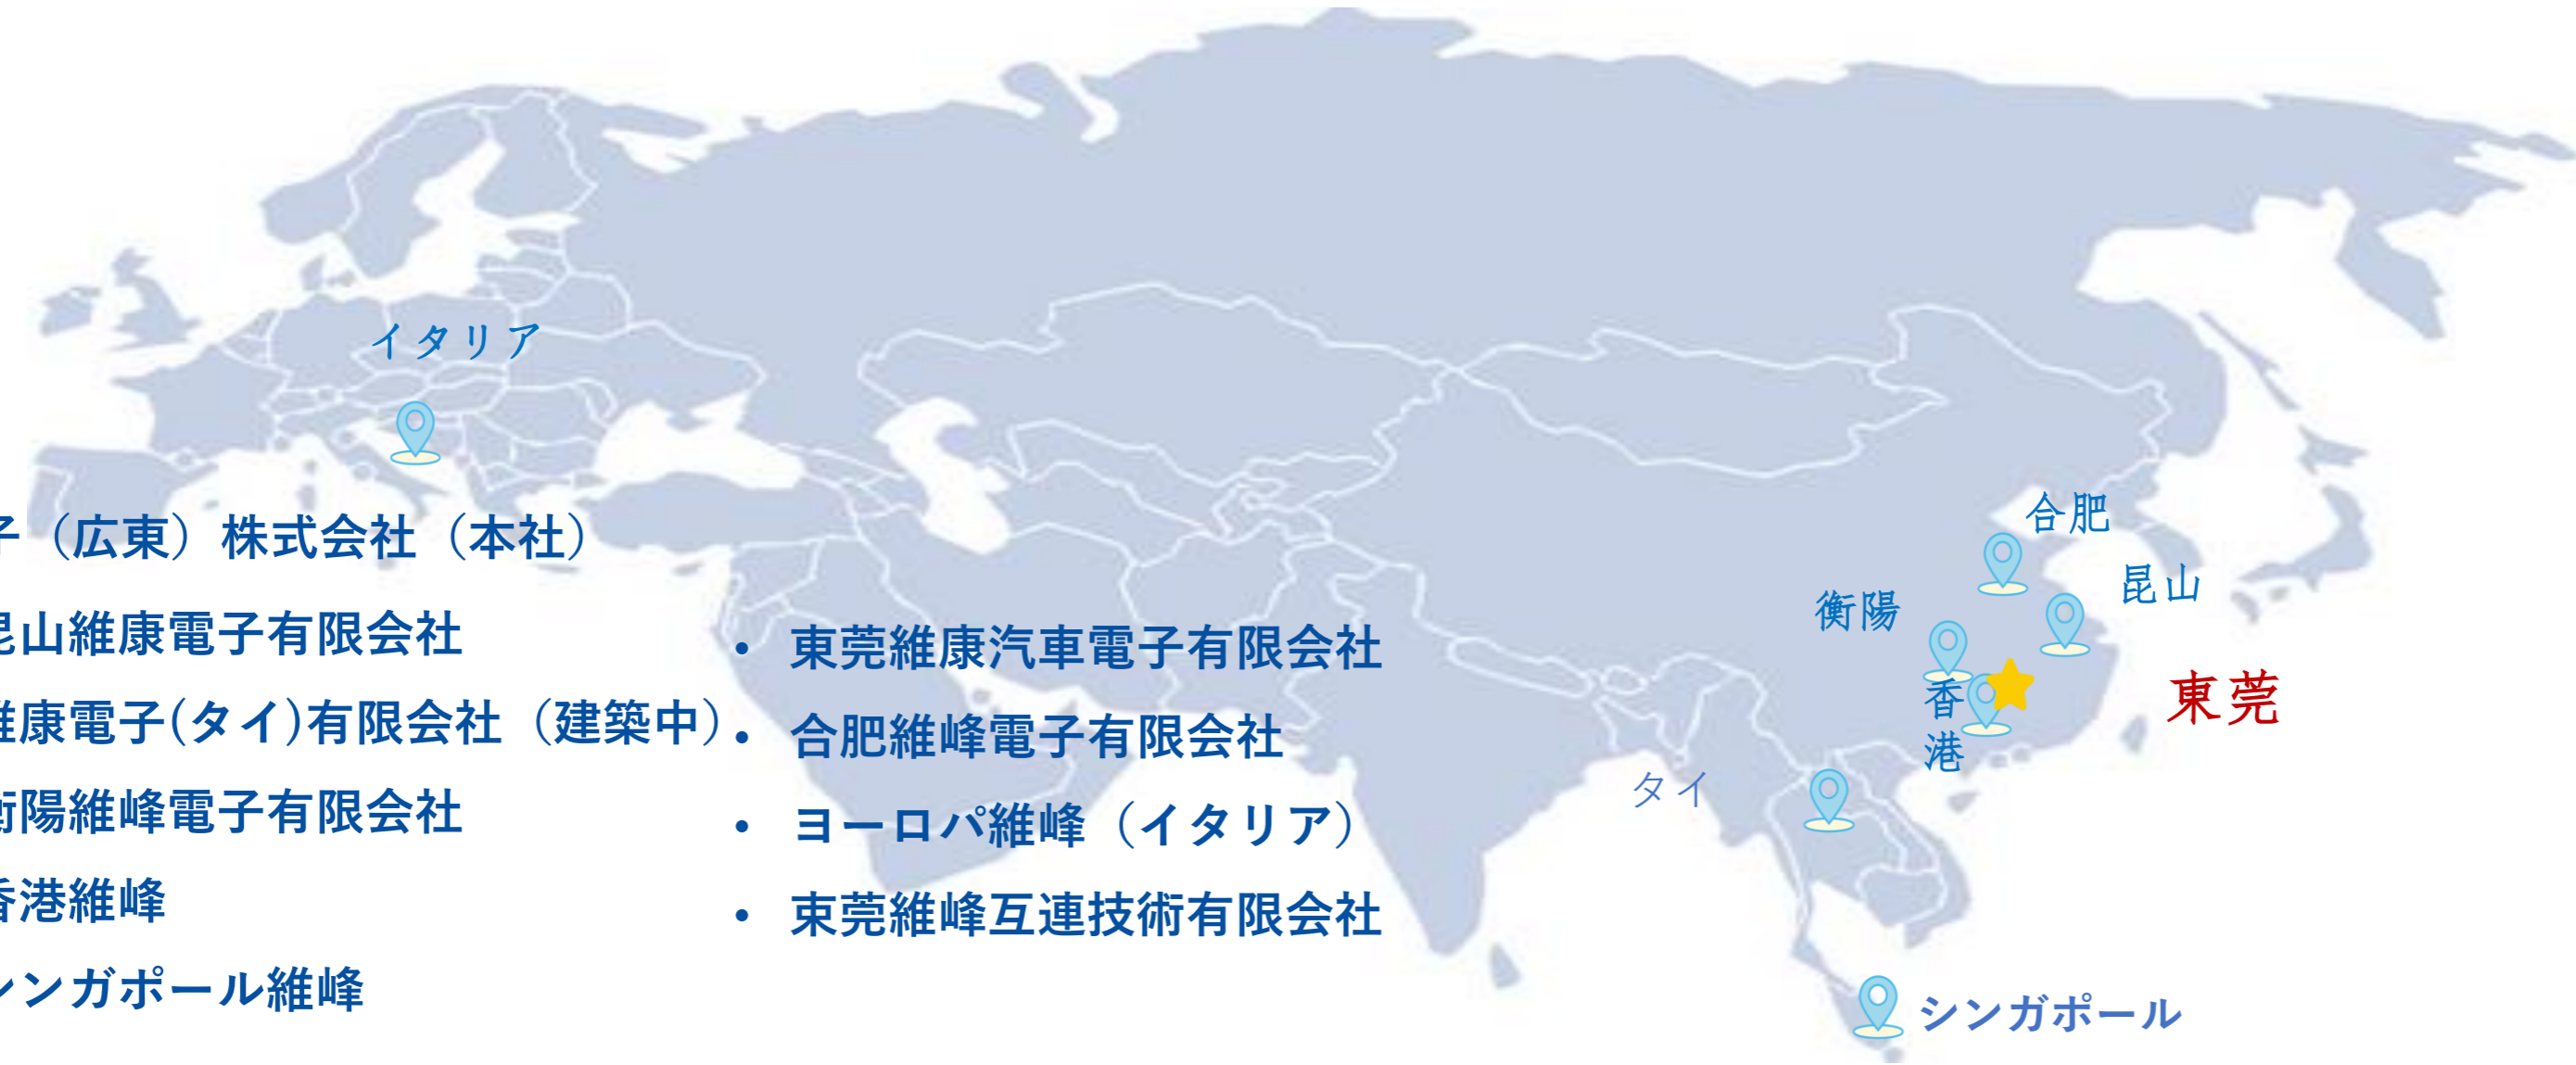 イタリア
合肥
昆山
衡陽
東莞
香港
タイ
シンガポール
子（広東）株式会社（本社）
昆山維康電子有限会社
維康電子(タイ)有限会社（建築中）
衡陽維峰電子有限会社
香港維峰
シンガポール維峰
• 東莞維康汽車電子有限会社
• 合肥維峰電子有限会社
• ヨーロパ維峰（イタリア）
• 東莞維峰互連技術有限会社